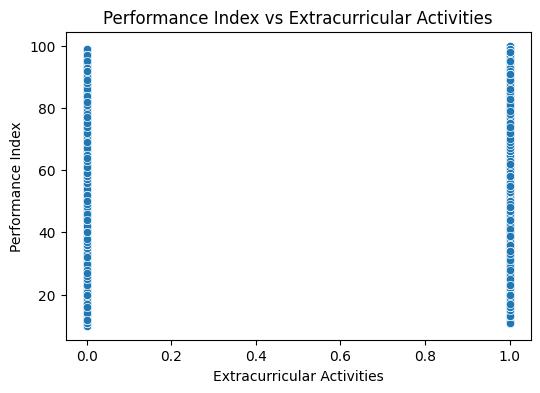 Performance Index vs Extracurricular Activities
100
80
60
40
20
Performance Index
0.0 0.2 0.4 0.6 0.8 1.0
Extracurricular Activities